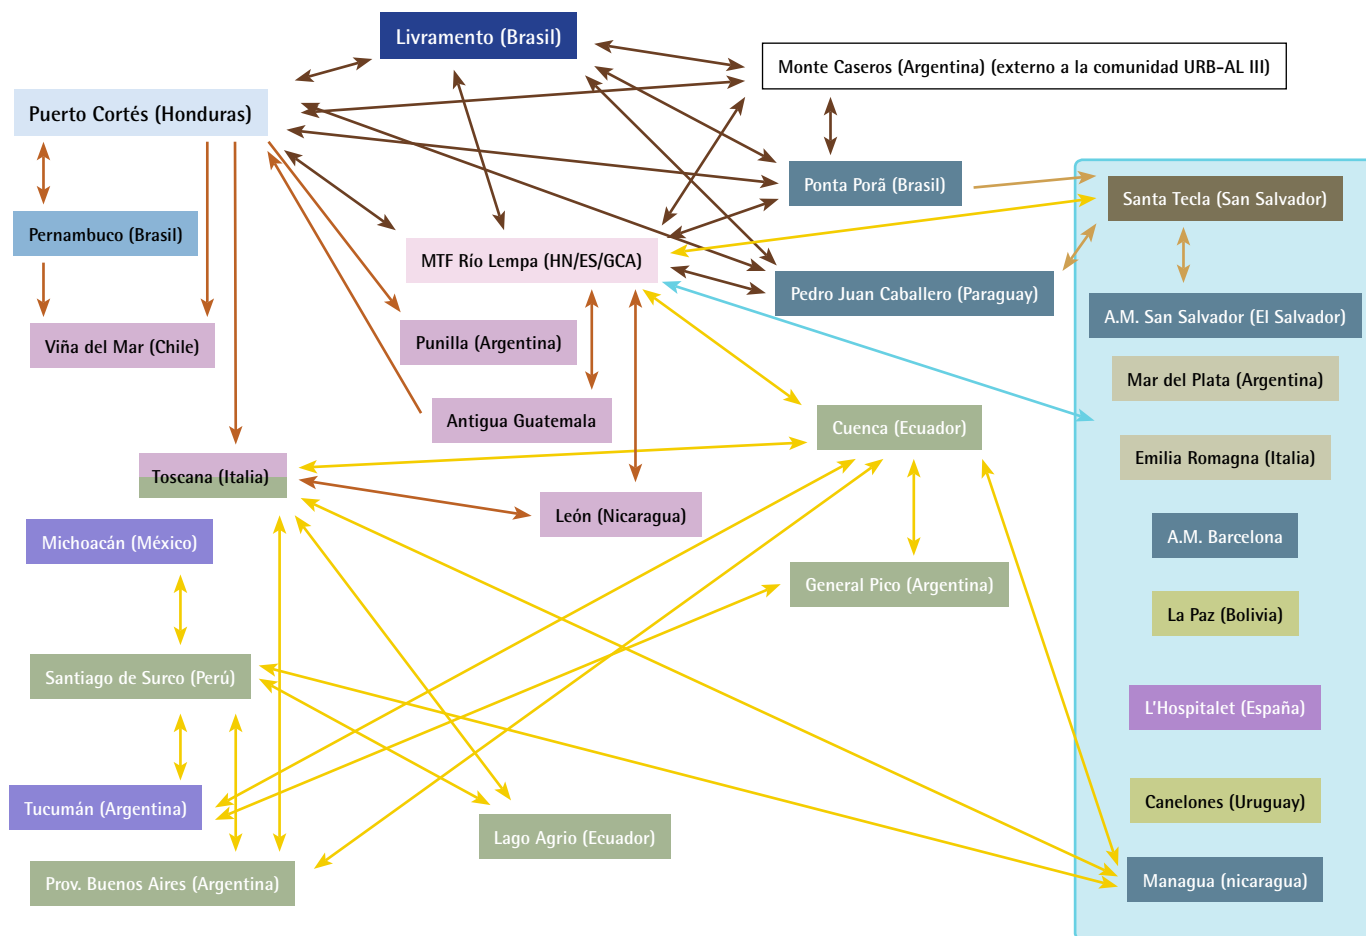 Livramento (Brasil)
Monte Caseros (Argentina) (externo a la comunidad URB-AL III)
Puerto Cortés (Honduras)
Ponta Porã (Brasil)
Santa Tecla (San Salvador)
Pernambuco (Brasil)
MTF Río Lempa (HN/ES/GCA)
Pedro Juan Caballero (Paraguay)
A.M. San Salvador (El Salvador)
Viña del Mar (Chile)
Punilla (Argentina)
Mar del Plata (Argentina)
Antigua Guatemala
Cuenca (Ecuador)
Emilia Romagna (Italia)
Toscana (Italia)
León (Nicaragua)
Michoacán (México)
A.M. Barcelona
General Pico (Argentina)
La Paz (Bolivia)
Santiago de Surco (Perú)
L'Hospitalet (España)
Tucumán (Argentina)
Canelones (Uruguay)
Lago Agrio (Ecuador)
Prov. Buenos Aires (Argentina)
Managua (nicaragua)